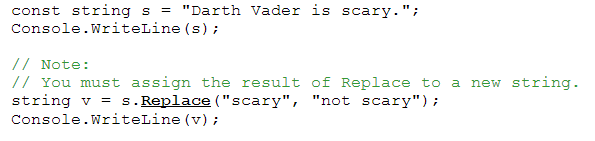 const string s = "Darth Vader is scary.";
Console.WriteLine(s);
// Note:
// You must assign the result of Replace to a new string.
string v = s.Replace("scary", "not scary");
Console.WriteLine(v);